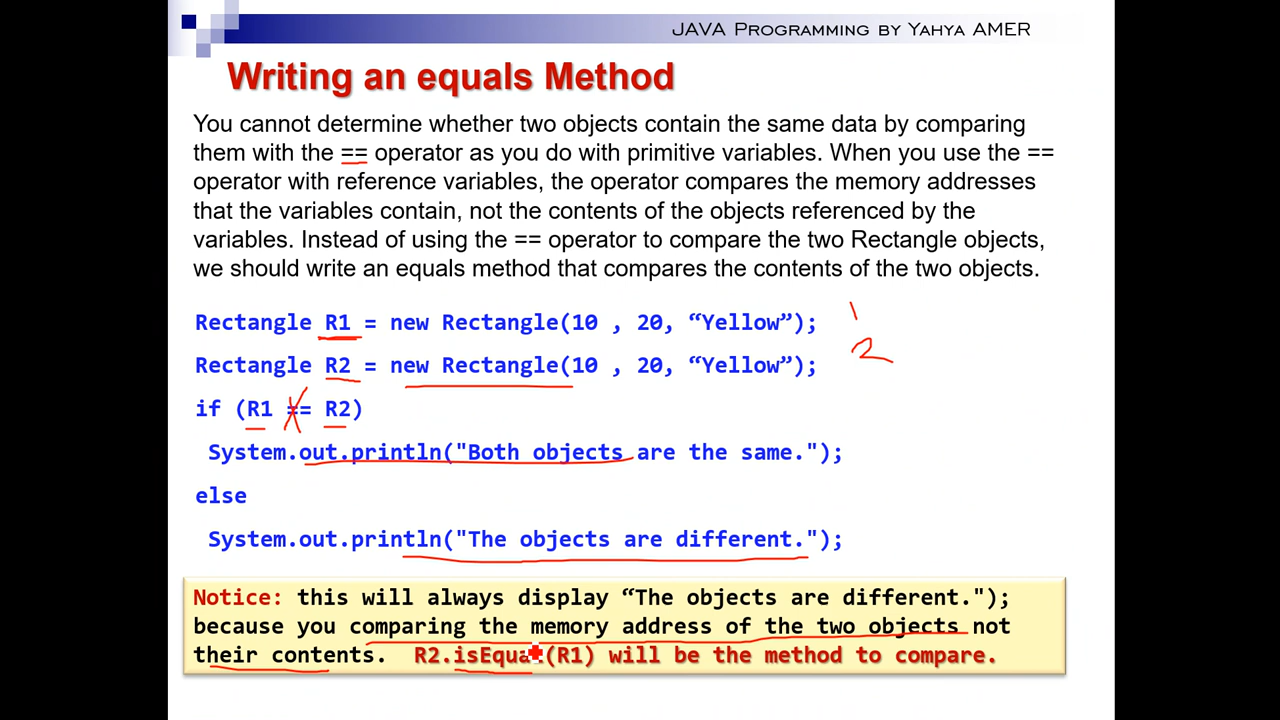 JAVA Programming by Yahya AMER
Writing an equals Method
You cannot determine whether two objects contain the same data by comparing
them with the == operator as you do with primitive variables. When you use the ==
operator with reference variables, the operator compares the memory addresses
that the variables contain, not the contents of the objects referenced by the
variables. Instead of using the == operator to compare the two Rectangle objects,
we should write an equals method that compares the contents of the two objects.
Rectangle R1 = new Rectangle(10 , 20, “Yellow”); 1
Rectangle R2 = new Rectangle(10 , 20, “Yellow”); 2
if (R1 == R2)
System.out.println("Both objects are the same.");
else
System.out.println("The objects are different.");
Notice: this will always display “The objects are different.");
because you comparing the memory address of the two objects not
their contents. R2.isEqual(R1) will be the method to compare.